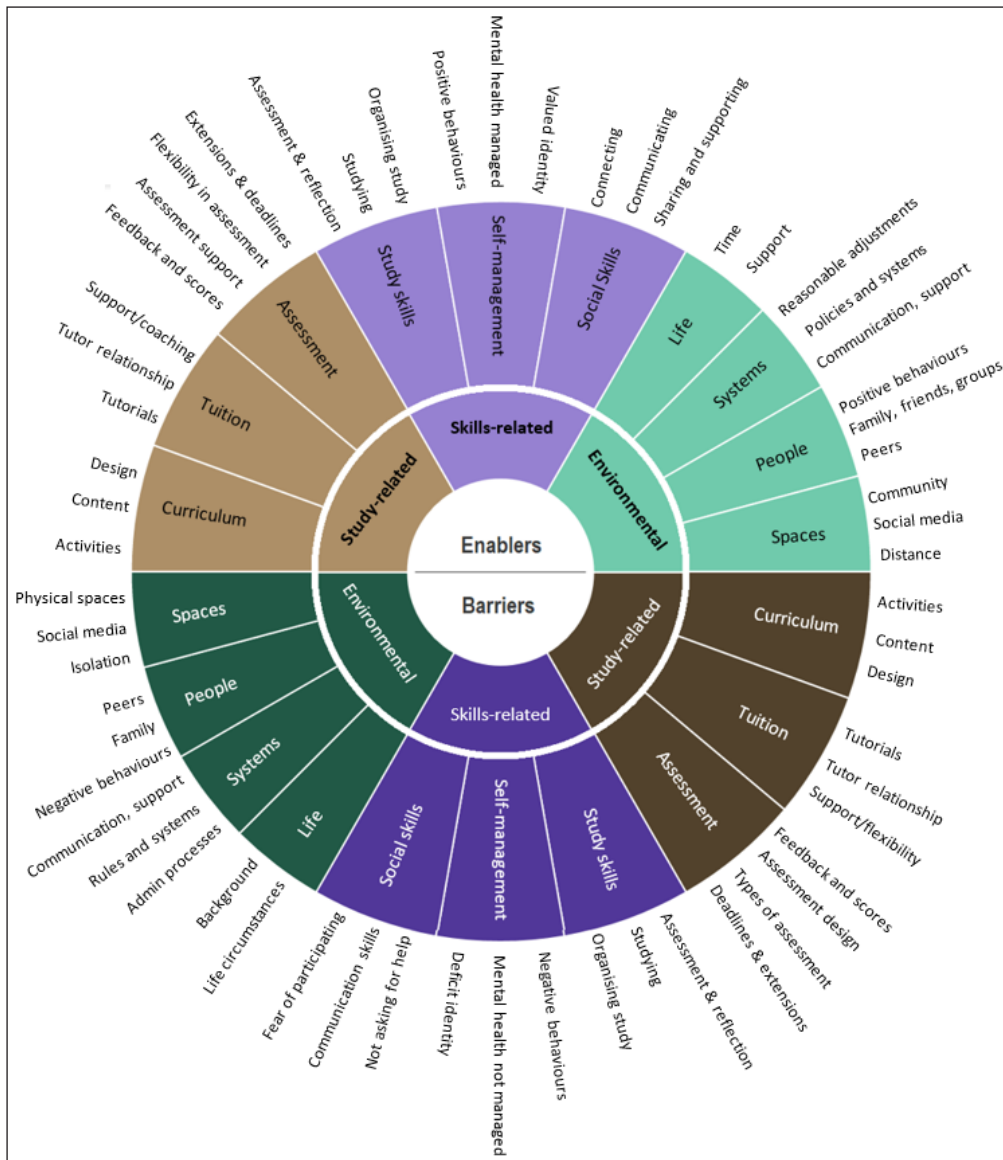 Enablers
Barriers
Study-related
Skills-related
Environmental
Curriculum
Activities
Content
Design
Tuition
Tutorials
Tutor relationship
Support/coaching
Assessment
Feedback and scores
Assessment support
Flexibility in assessment
Extensions & deadlines
Study skills
Assessment & reflection
Studying
Organising study
Self-management
Positive behaviours
Mental health managed
Valued identity
Social Skills
Connecting
Communicating
Sharing and supporting
Life
Time
Support
Systems
Reasonable adjustments
Policies and systems
Communication, support
People
Positive behaviours
Family, friends, groups
Peers
Spaces
Community
Social media
Distance
Study-related
Skills-related
Environmental
Curriculum
Activities
Content
Design
Tuition
Tutorials
Tutor relationship
Support/flexibility
Assessment
Feedback and scores
Assessment design
Types of assessment
Deadlines & extensions
Study skills
Assessment & reflection
Studying
Organising study
Self-management
Negative behaviours
Mental health not managed
Deficit identity
Social skills
Not asking for help
Communication skills
Fear of participating
Life
Life circumstances
Background
Systems
Admin processes
Rules and systems
Communication, support
People
Negative behaviours
Family
Peers
Spaces
Isolation
Social media
Physical spaces